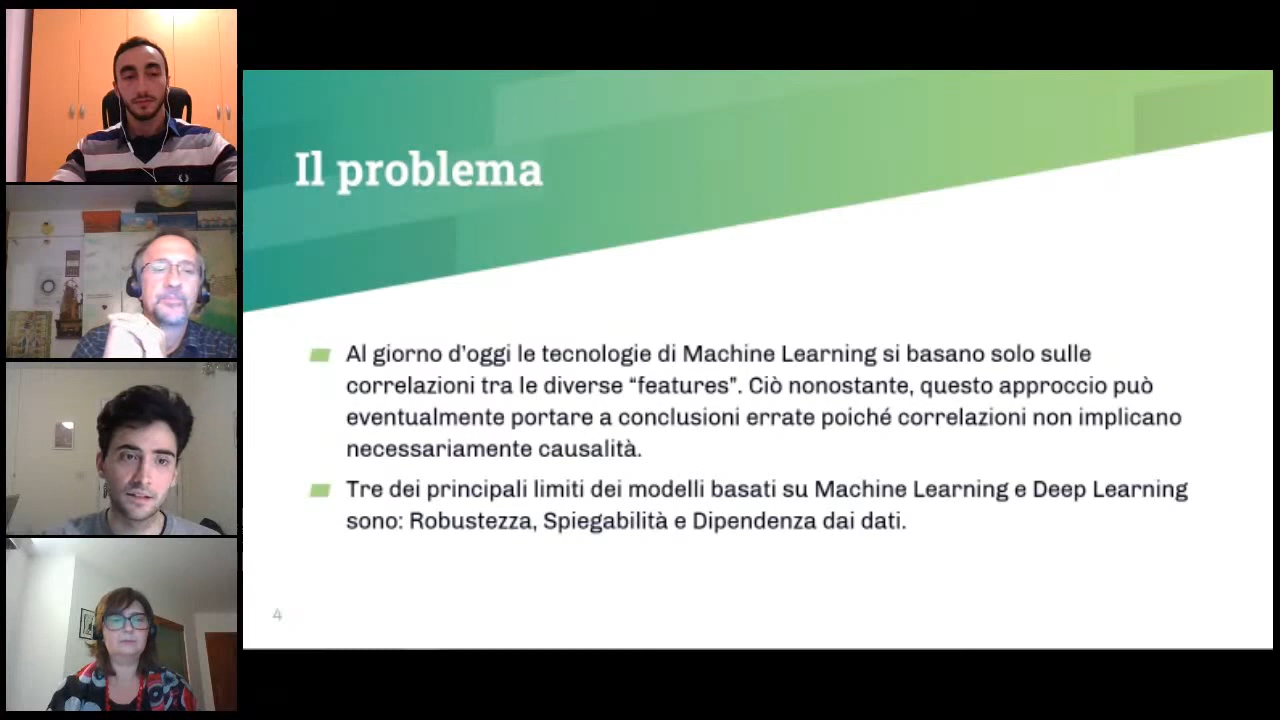 Il problema
Al giorno d'oggi le tecnologie di Machine Learning si basano solo sulle
correlazioni tra le diverse “features”. Ciò nonostante, questo approccio può
eventualmente portare a conclusioni errate poiché correlazioni non implicano
necessariamente causalità.
Tre dei principali limiti dei modelli basati su Machine Learning e Deep Learning
sono: Robustezza, Spiegabilità e Dipendenza dai dati.
4